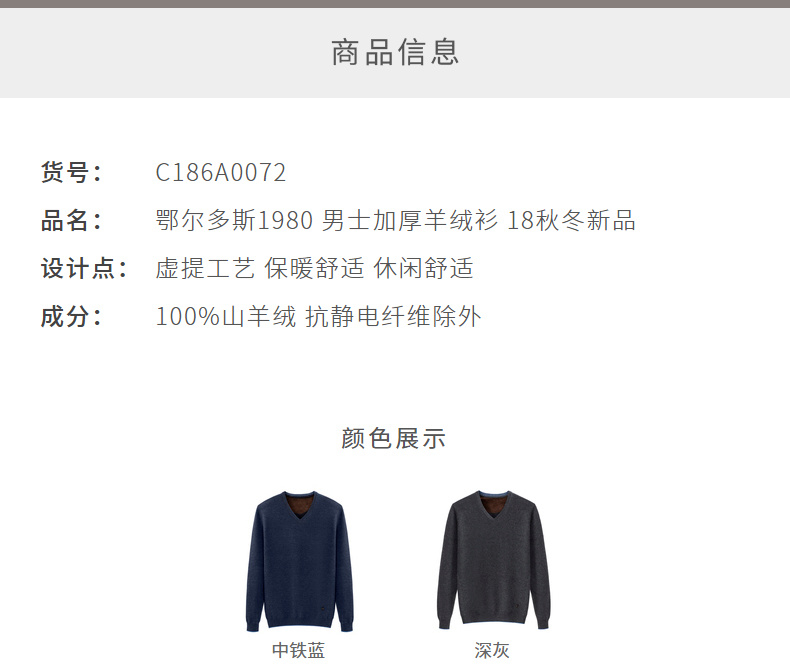 商品信息
货号： C186A0072
品名： 鄂尔多斯1980 男士加厚羊绒衫 18秋冬新品
设计点： 虚提工艺 保暖舒适 休闲舒适
成分： 100%山羊绒 抗静电纤维除外
颜色展示
中铁蓝 深灰